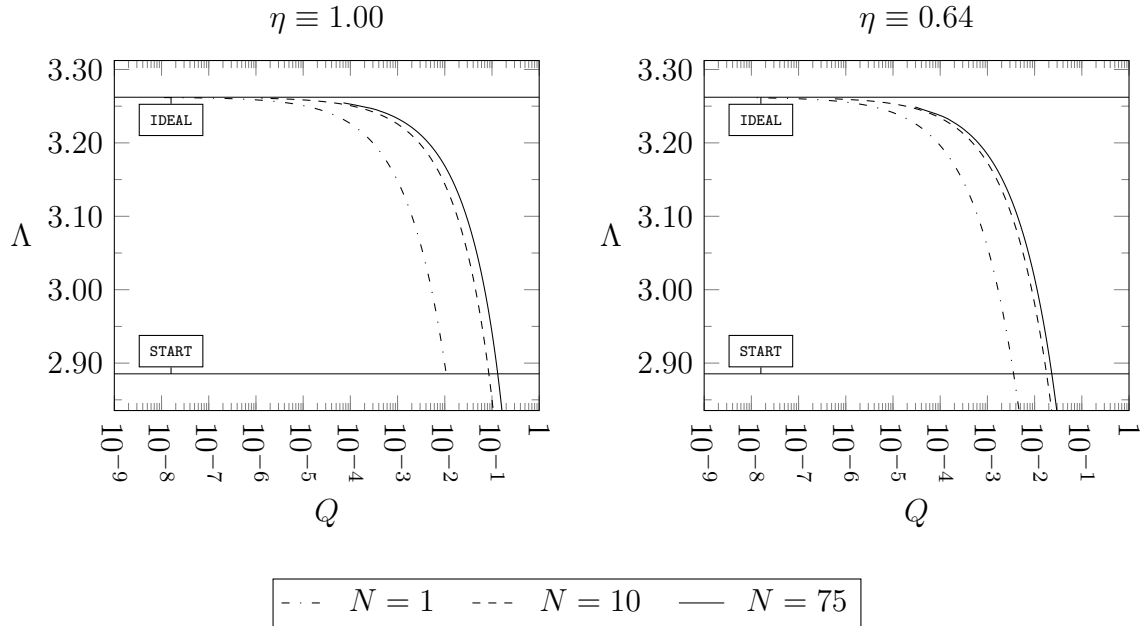 η ≡ 1.00
η ≡ 0.64
3.30
3.20
3.10
3.00
2.90
Λ
IDEAL
START
10⁻⁹
10⁻⁸
10⁻⁷
10⁻⁶
10⁻⁵
10⁻⁴
10⁻³
10⁻²
10⁻¹
1
Q
3.30
3.20
3.10
3.00
2.90
Λ
IDEAL
START
10⁻⁹
10⁻⁸
10⁻⁷
10⁻⁶
10⁻⁵
10⁻⁴
10⁻³
10⁻²
10⁻¹
1
Q
N = 1 N = 10 N = 75